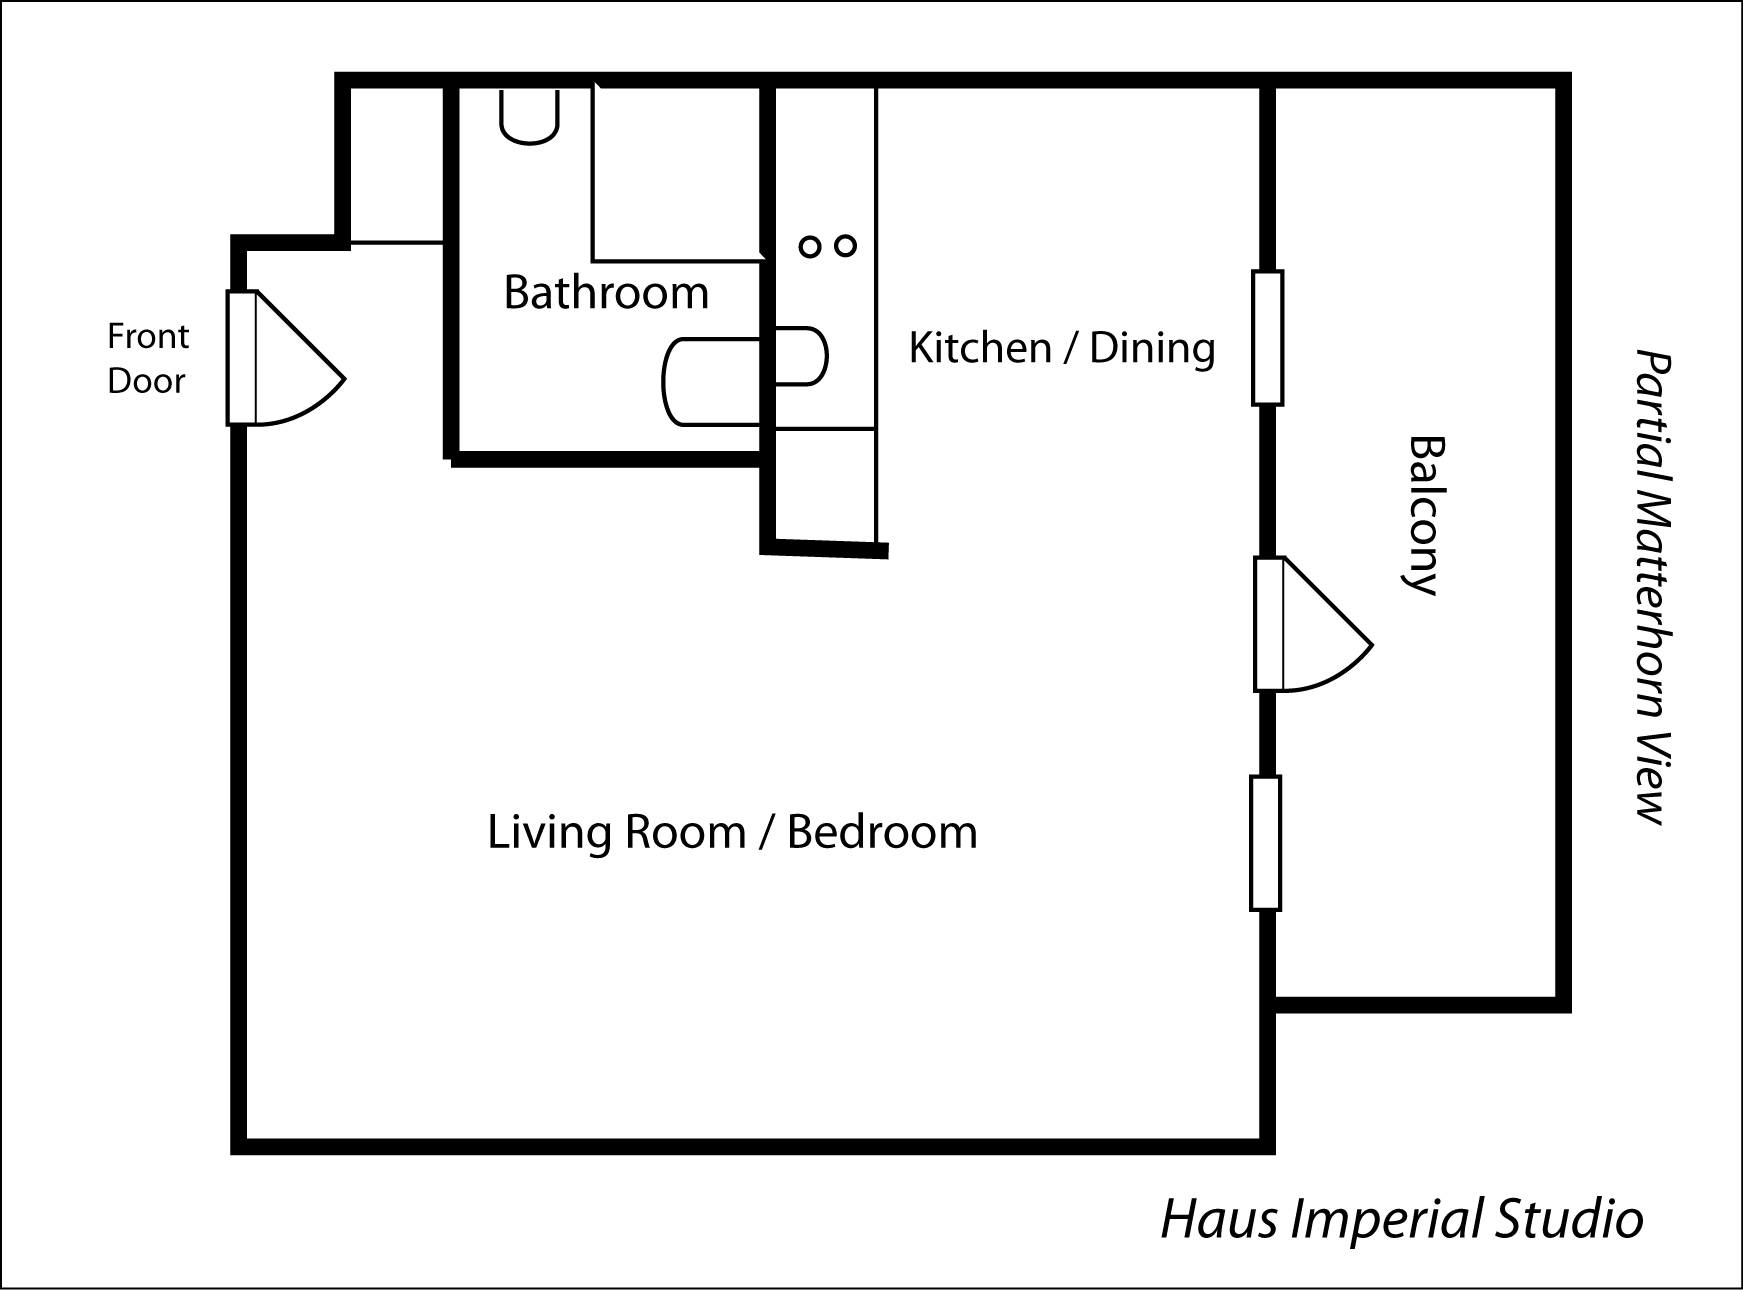 Bathroom
Front
Door
Kitchen / Dining
Balcony
Partial Matterhorn View
Living Room / Bedroom
Haus Imperial Studio